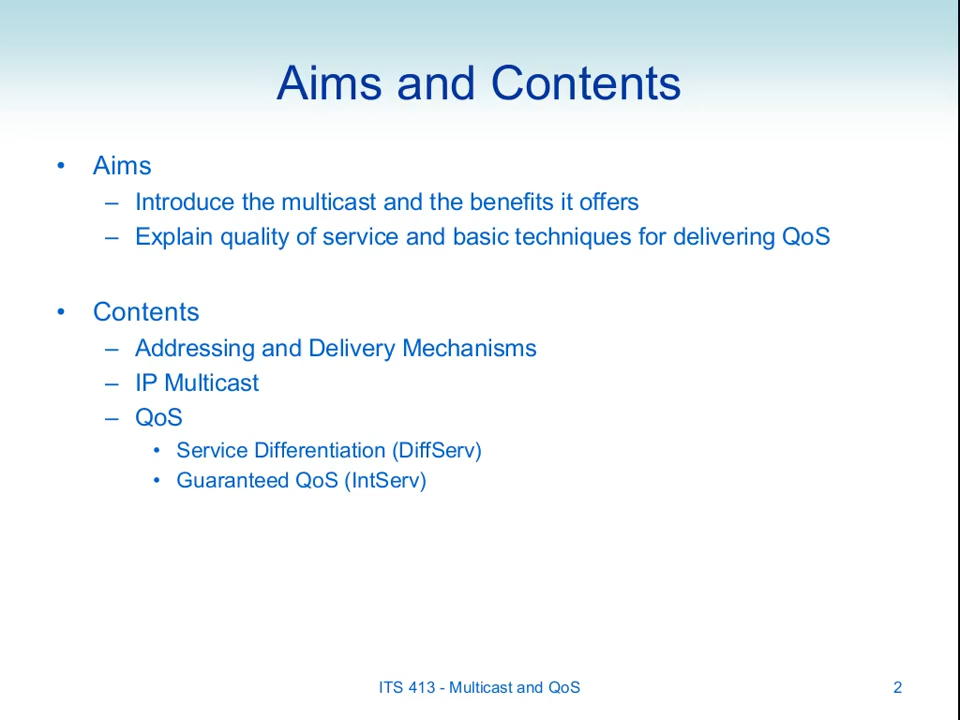 Aims and Contents
• Aims
– Introduce the multicast and the benefits it offers
– Explain quality of service and basic techniques for delivering QoS
• Contents
– Addressing and Delivery Mechanisms
– IP Multicast
– QoS
• Service Differentiation (DiffServ)
• Guaranteed QoS (IntServ)
ITS 413 - Multicast and QoS 2